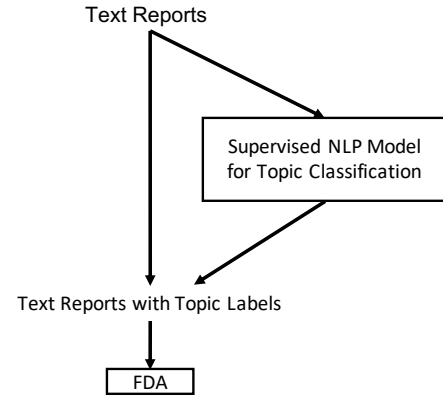 Text Reports
Supervised NLP Model
for Topic Classification
Text Reports with Topic Labels
FDA